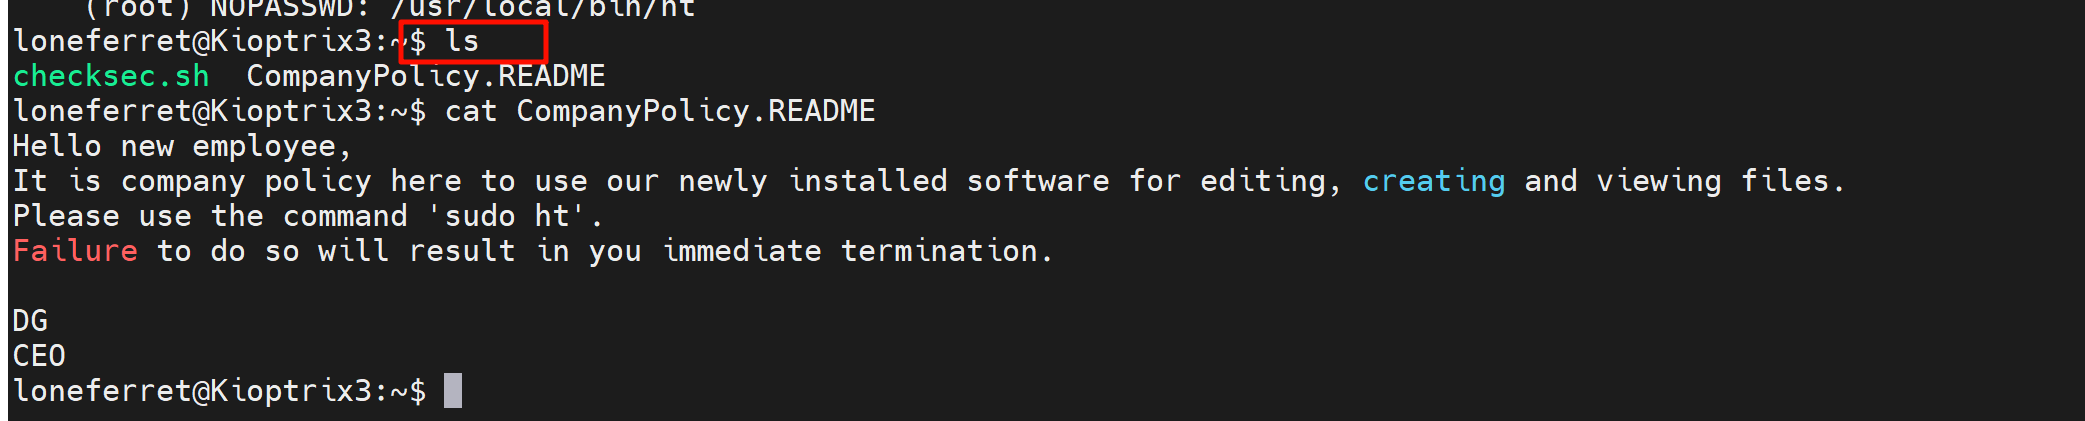 (root) NOPASSWD: /usr/local/bin/ht
loneferret@Kioptrix3:~$ ls
checksec.sh  CompanyPolicy.README
loneferret@Kioptrix3:~$ cat CompanyPolicy.README
Hello new employee,
It is company policy here to use our newly installed software for editing, creating and viewing files.
Please use the command 'sudo ht'.
Failure to do so will result in you immediate termination.
DG
CEO
loneferret@Kioptrix3:~$